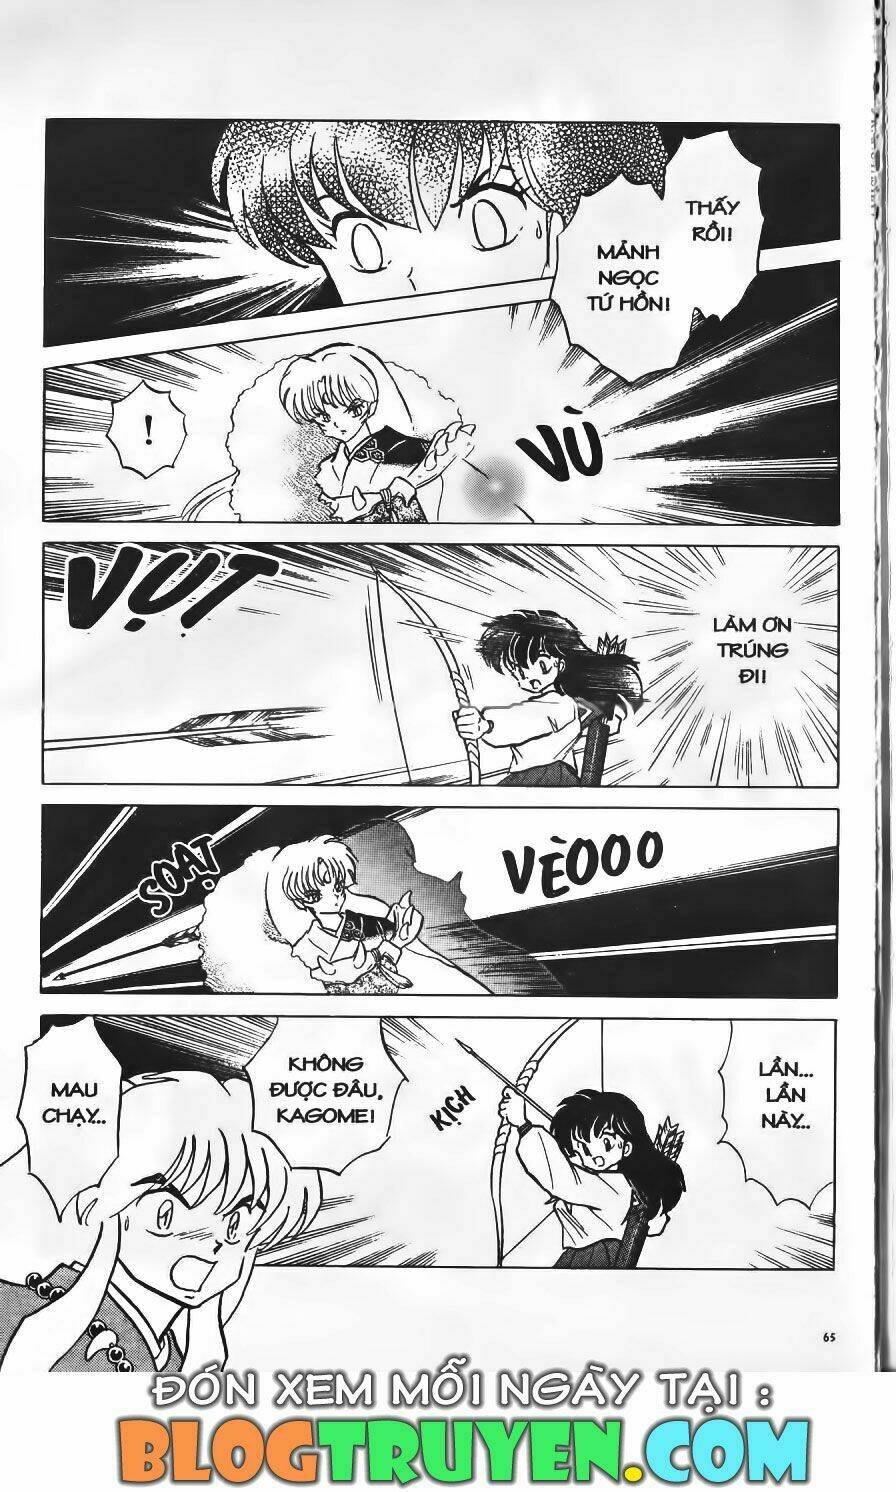 THẤY
RỒI!
MẢNH
NGỌC
TỨ HỒN!
!
VÙ
VỤT
LÀM ƠN
TRÚNG
ĐI!
SOẠT
VÈOOO
MAU
CHẠY...
KHÔNG
ĐƯỢC ĐÂU,
KAGOME!
KỊCH
LẦN...
LẦN
NÀY...
65
ĐÓN XEM MỖI NGÀY TẠI :
BLOGTRUYEN.COM